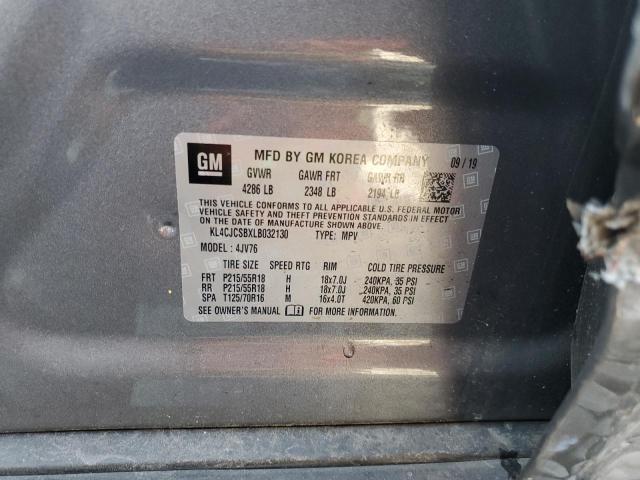 GM MFD BY GM KOREA COMPANY 09/19
GVWR GAWR FRT GAWR RR
4286 LB 2348 LB 2194 LB
THIS VEHICLE CONFORMS TO ALL APPLICABLE U.S. FEDERAL MOTOR
VEHICLE SAFETY, BUMPER, AND THEFT PREVENTION STANDARDS IN
EFFECT ON THE DATE OF MANUFACTURE SHOWN ABOVE.
KL4CJCSBXLB032130 TYPE: MPV
MODEL: 4JV76
TIRE SIZE SPEED RTG RIM COLD TIRE PRESSURE
FRT P215/55R18 H 18x7.0J 240KPA, 35 PSI
RR P215/55R18 H 18x7.0J 240KPA, 35 PSI
SPA T125/70R16 M 16x4.0T 420KPA, 60 PSI
SEE OWNER'S MANUAL FOR MORE INFORMATION.